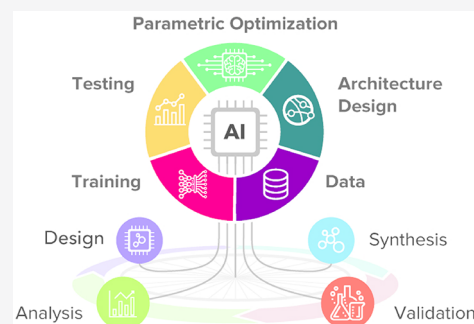 Parametric Optimization
Testing
Architecture
Design
AI
Training
Data
Design
Synthesis
Analysis
Validation